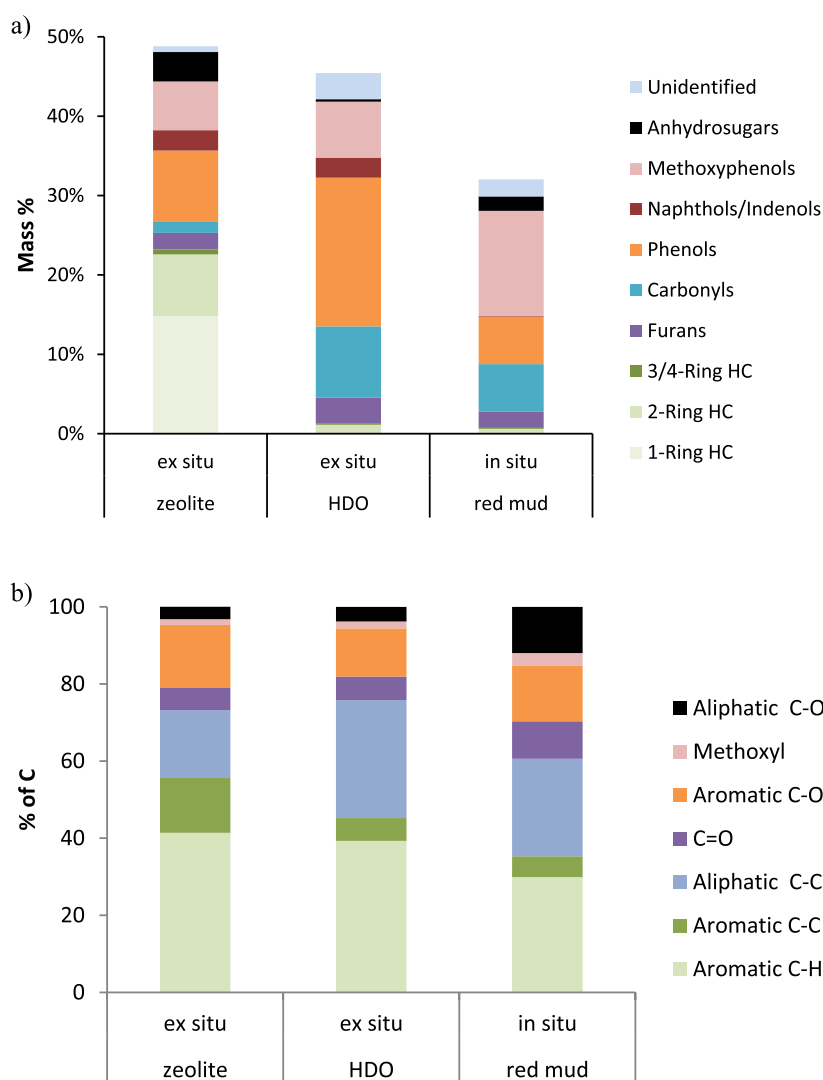 a)
50%
40%
30%
20%
10%
0%
Mass %
ex situ
ex situ
in situ
zeolite
HDO
red mud
Unidentified
Anhydrosugars
Methoxyphenols
Naphthols/Indenols
Phenols
Carbonyls
Furans
3/4-Ring HC
2-Ring HC
1-Ring HC
b)
100
80
60
40
20
0
% of C
ex situ
ex situ
in situ
zeolite
HDO
red mud
Aliphatic C-O
Methoxyl
Aromatic C-O
C=O
Aliphatic C-C
Aromatic C-C
Aromatic C-H